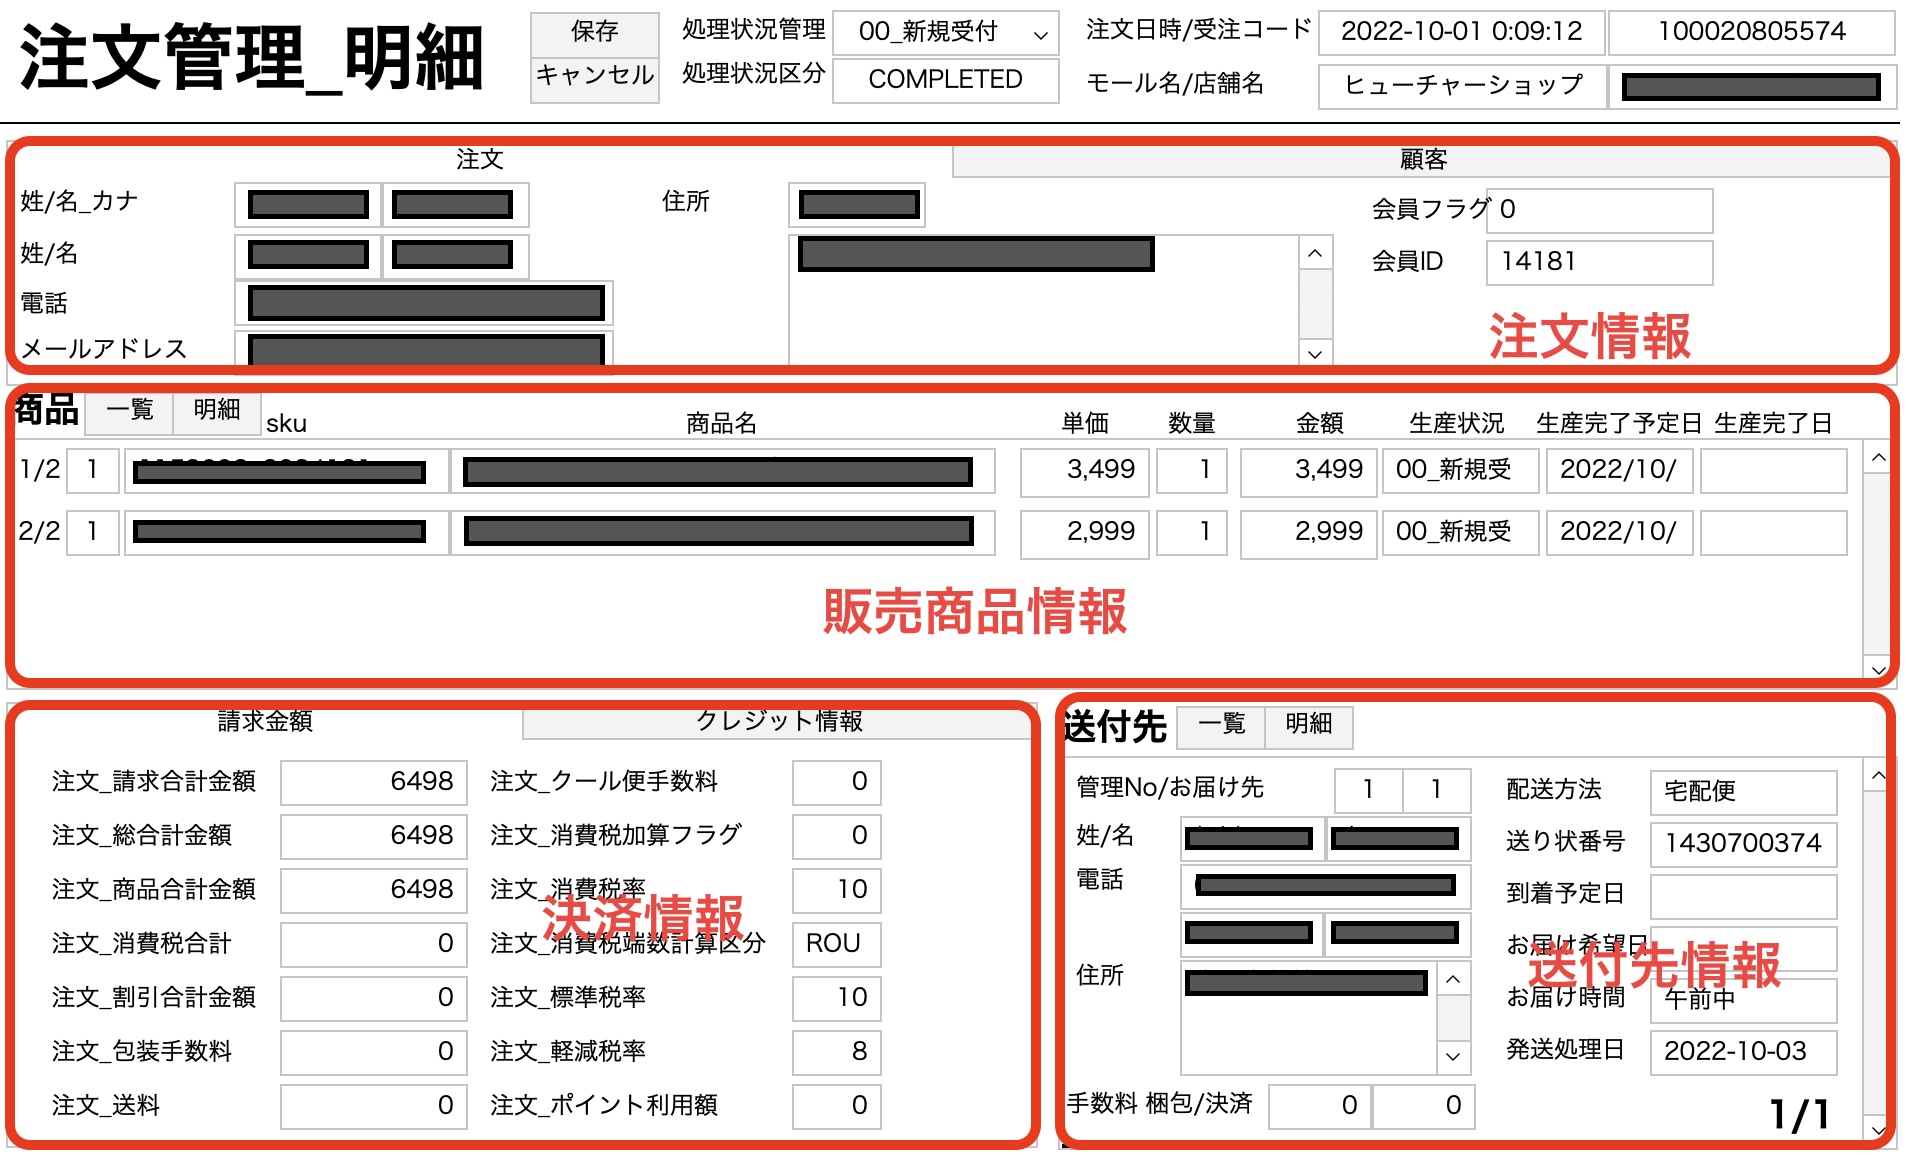 注文管理_明細
保存
キャンセル
処理状況管理 00_新規受付
処理状況区分 COMPLETED
注文日時/受注コード 2022-10-01 0:09:12 100020805574
モール名/店舗名 ヒューチャーショップ
注文 顧客
姓/名_カナ
姓/名
電話
メールアドレス
住所
会員フラグ 0
会員ID 14181
注文情報
商品 一覧 明細 sku 商品名 単価 数量 金額 生産状況 生産完了予定日 生産完了日
1/2 1 3,499 1 3,499 00_新規受 2022/10/
2/2 1 2,999 1 2,999 00_新規受 2022/10/
販売商品情報
請求金額 クレジット情報
注文_請求合計金額 6498 注文_クール便手数料 0
注文_総合計金額 6498 注文_消費税加算フラグ 0
注文_商品合計金額 6498 注文_消費税率 10
注文_消費税合計 0 注文_消費税端数計算区分 ROU
注文_割引合計金額 0 注文_標準税率 10
注文_包装手数料 0 注文_軽減税率 8
注文_送料 0 注文_ポイント利用額 0
決済情報
送付先 一覧 明細
管理No/お届け先 1 1
姓/名
電話
住所
手数料 梱包/決済 0 0
配送方法 宅配便
送り状番号 1430700374
到着予定日
お届け希望日
お届け時間 午前中
発送処理日 2022-10-03
送付先情報
1/1